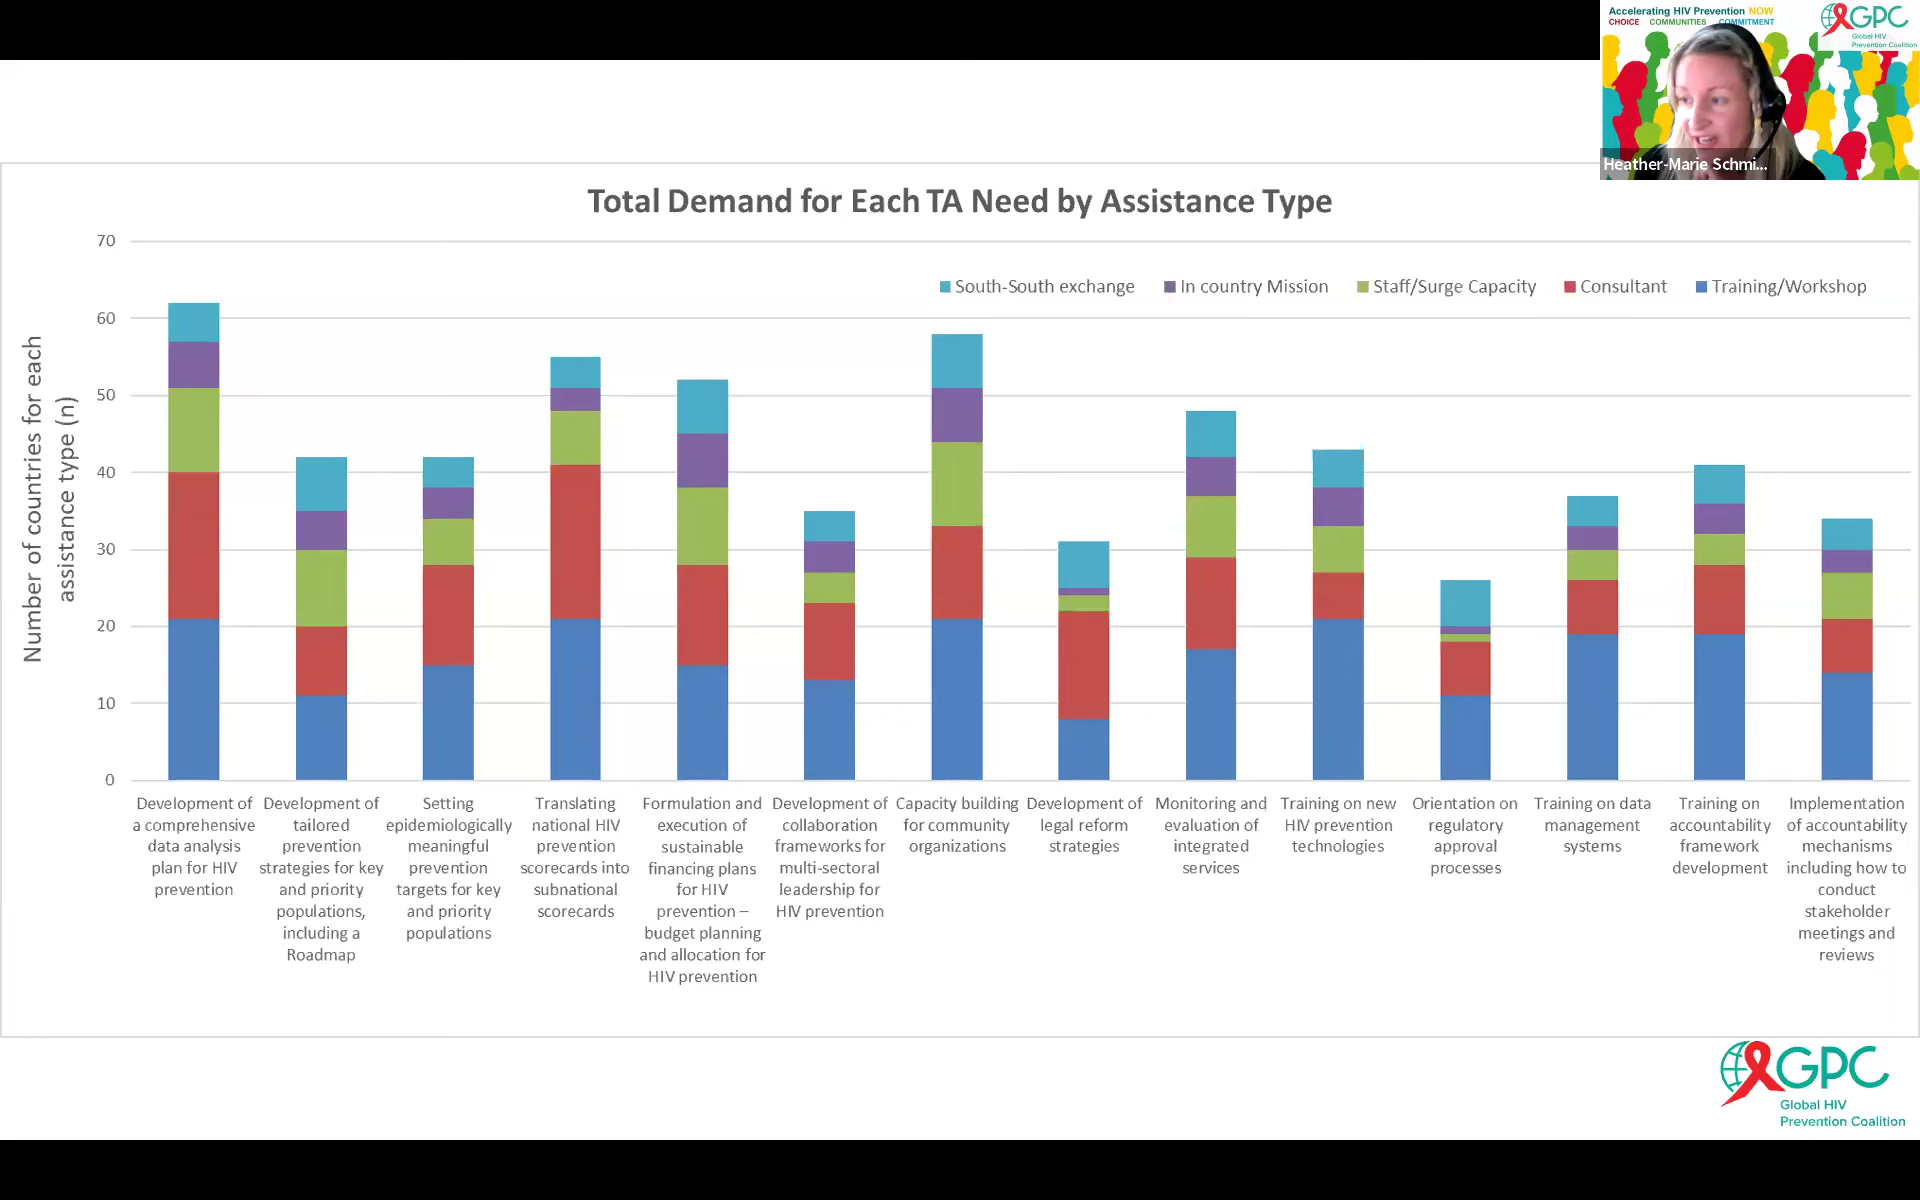 Accelerating HIV Prevention NOW
CHOICE COMMUNITIES COMMITMENT
GPC
Global HIV
Prevention Coalition
Heather-Marie Schmi...
Total Demand for Each TA Need by Assistance Type
South-South exchange
In country Mission
Staff/Surge Capacity
Consultant
Training/Workshop
Number of countries for each
assistance type (n)
70
60
50
40
30
20
10
0
Development of
a comprehensive
data analysis
plan for HIV
prevention
Development of
tailored
prevention
strategies for key
and priority
populations,
including a
Roadmap
Setting
epidemiologically
meaningful
prevention
targets for key
and priority
populations
Translating
national HIV
prevention
scorecards into
subnational
scorecards
Formulation and
execution of
sustainable
financing plans
for HIV
prevention –
budget planning
and allocation for
HIV prevention
Development of
collaboration
frameworks for
multi-sectoral
leadership for
HIV prevention
Capacity building
for community
organizations
Development of
legal reform
strategies
Monitoring and
evaluation of
integrated
services
Training on new
HIV prevention
technologies
Orientation on
regulatory
approval
processes
Training on data
management
systems
Training on
accountability
framework
development
Implementation
of accountability
mechanisms
including how to
conduct
stakeholder
meetings and
reviews
GPC
Global HIV
Prevention Coalition